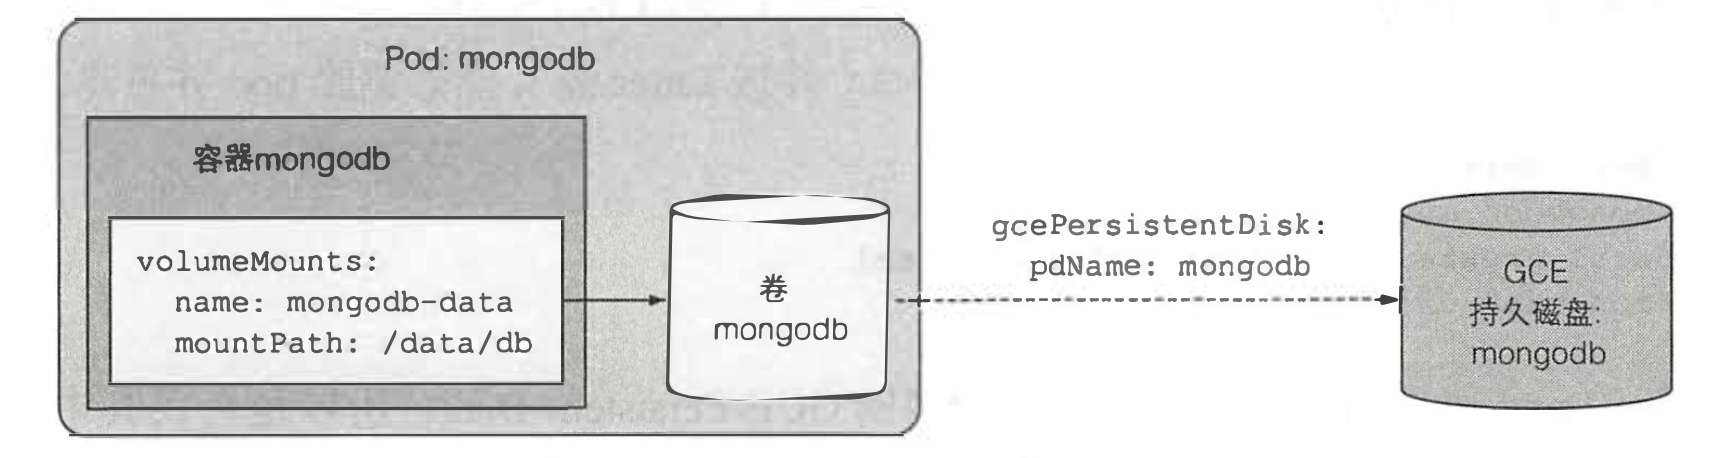 Pod: mongodb
容器mongodb
volumeMounts:
name: mongodb-data
mountPath: /data/db
卷
mongodb
gcePersistentDisk:
pdName: mongodb
GCE
持久磁盘:
mongodb